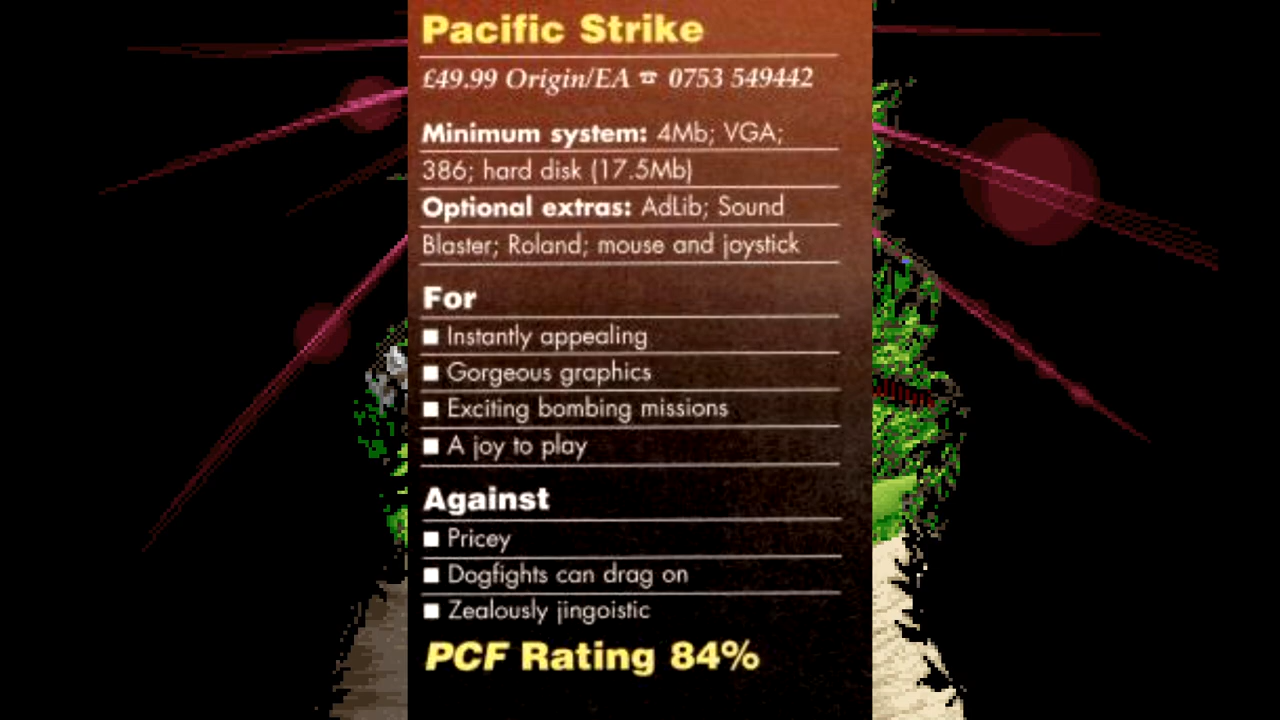 Pacific Strike
£49.99 Origin/EA ☎ 0753 549442
Minimum system: 4Mb; VGA;
386; hard disk (17.5Mb)
Optional extras: AdLib; Sound
Blaster; Roland; mouse and joystick
For
■ Instantly appealing
■ Gorgeous graphics
■ Exciting bombing missions
■ A joy to play
Against
■ Pricey
■ Dogfights can drag on
■ Zealously jingoistic
PCF Rating 84%